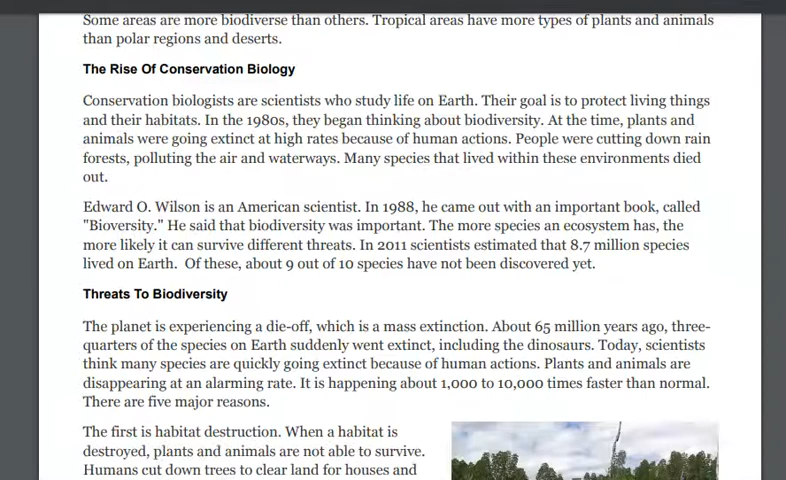 Some areas are more biodiverse than others. Tropical areas have more types of plants and animals
than polar regions and deserts.
The Rise Of Conservation Biology
Conservation biologists are scientists who study life on Earth. Their goal is to protect living things
and their habitats. In the 1980s, they began thinking about biodiversity. At the time, plants and
animals were going extinct at high rates because of human actions. People were cutting down rain
forests, polluting the air and waterways. Many species that lived within these environments died
out.
Edward O. Wilson is an American scientist. In 1988, he came out with an important book, called
"Bioversity." He said that biodiversity was important. The more species an ecosystem has, the
more likely it can survive different threats. In 2011 scientists estimated that 8.7 million species
lived on Earth. Of these, about 9 out of 10 species have not been discovered yet.
Threats To Biodiversity
The planet is experiencing a die-off, which is a mass extinction. About 65 million years ago, three-
quarters of the species on Earth suddenly went extinct, including the dinosaurs. Today, scientists
think many species are quickly going extinct because of human actions. Plants and animals are
disappearing at an alarming rate. It is happening about 1,000 to 10,000 times faster than normal.
There are five major reasons.
The first is habitat destruction. When a habitat is
destroyed, plants and animals are not able to survive.
Humans cut down trees to clear land for houses and